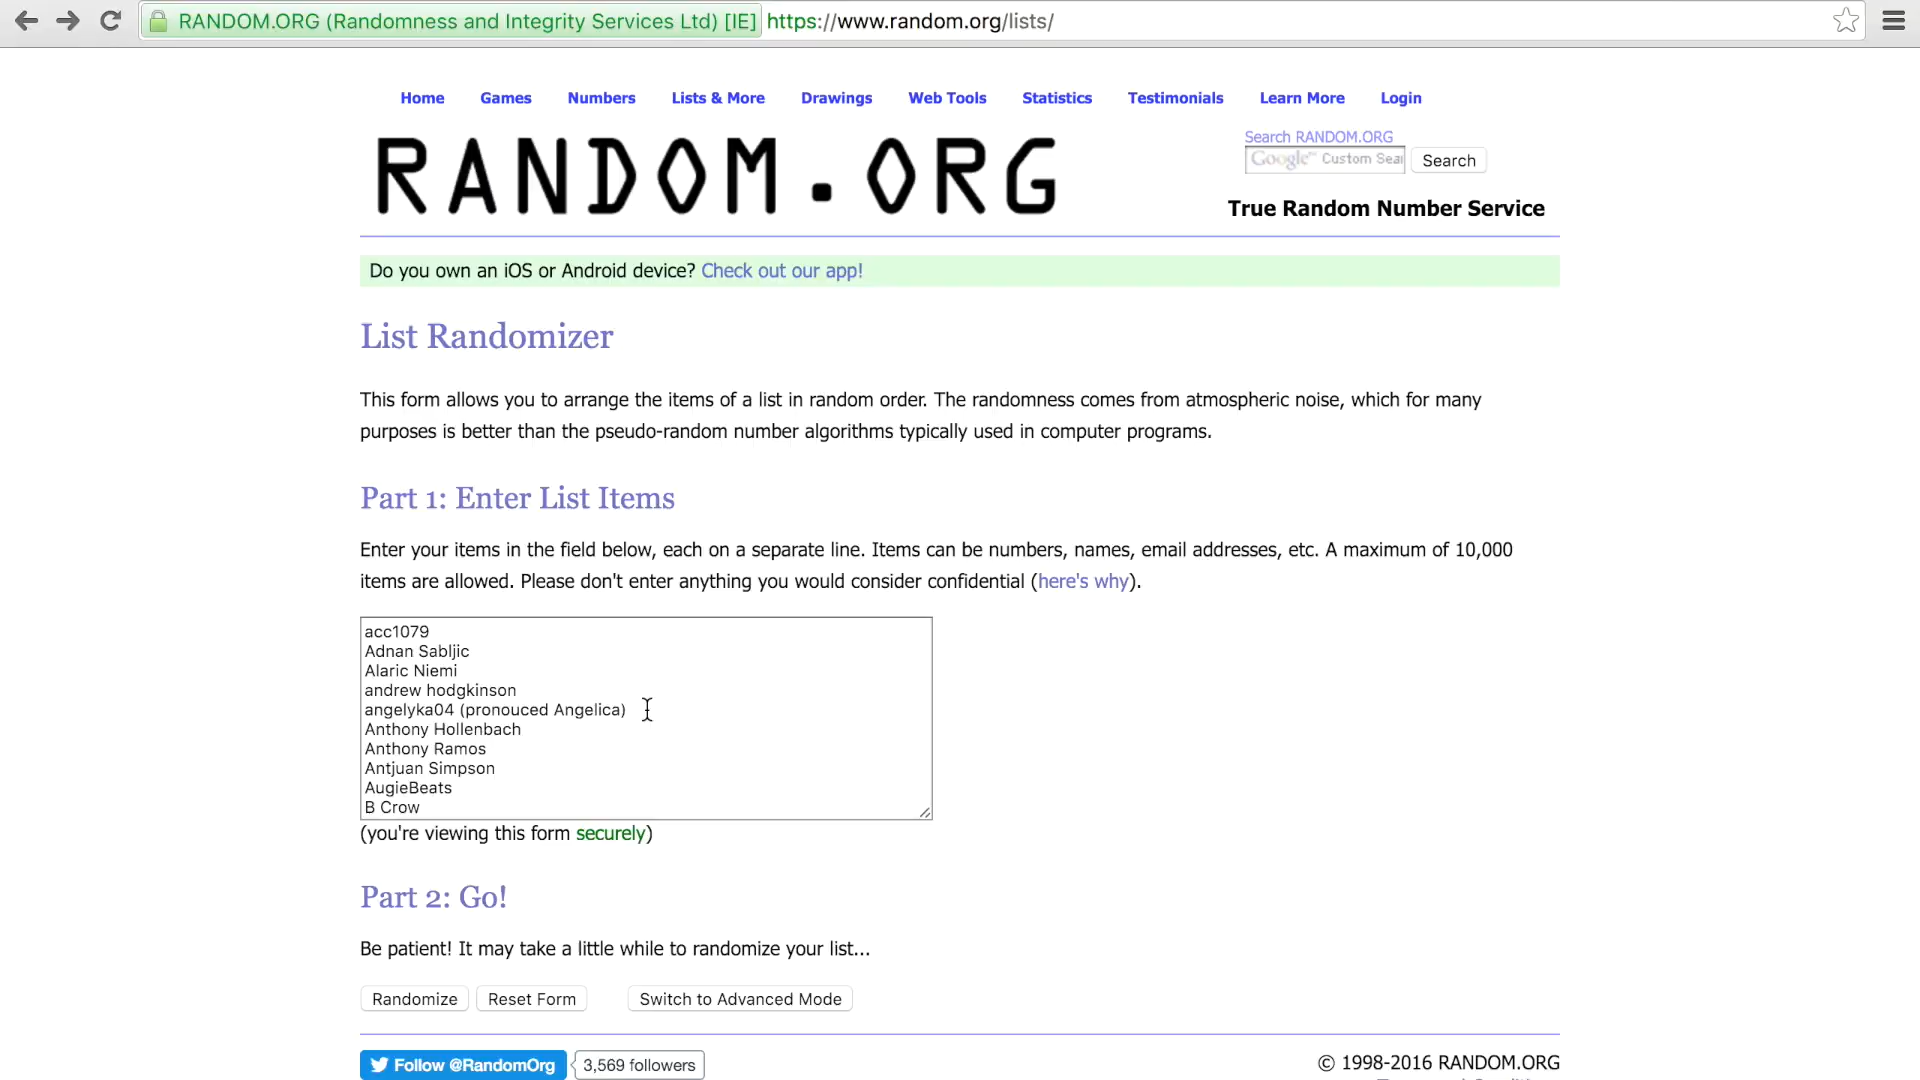 RANDOM.ORG (Randomness and Integrity Services Ltd) [IE] https://www.random.org/lists/
Home Games Numbers Lists & More Drawings Web Tools Statistics Testimonials Learn More Login
RANDOM.ORG
Search RANDOM.ORG
Google™ Custom Sear Search
True Random Number Service
Do you own an iOS or Android device? Check out our app!
List Randomizer
This form allows you to arrange the items of a list in random order. The randomness comes from atmospheric noise, which for many
purposes is better than the pseudo-random number algorithms typically used in computer programs.
Part 1: Enter List Items
Enter your items in the field below, each on a separate line. Items can be numbers, names, email addresses, etc. A maximum of 10,000
items are allowed. Please don't enter anything you would consider confidential (here's why).
acc1079
Adnan Sabljic
Alaric Niemi
andrew hodgkinson
angelyka04 (pronouced Angelica)
Anthony Hollenbach
Anthony Ramos
Antjuan Simpson
AugieBeats
B Crow
(you're viewing this form securely)
Part 2: Go!
Be patient! It may take a little while to randomize your list...
Randomize Reset Form Switch to Advanced Mode
Follow @RandomOrg 3,569 followers
© 1998-2016 RANDOM.ORG